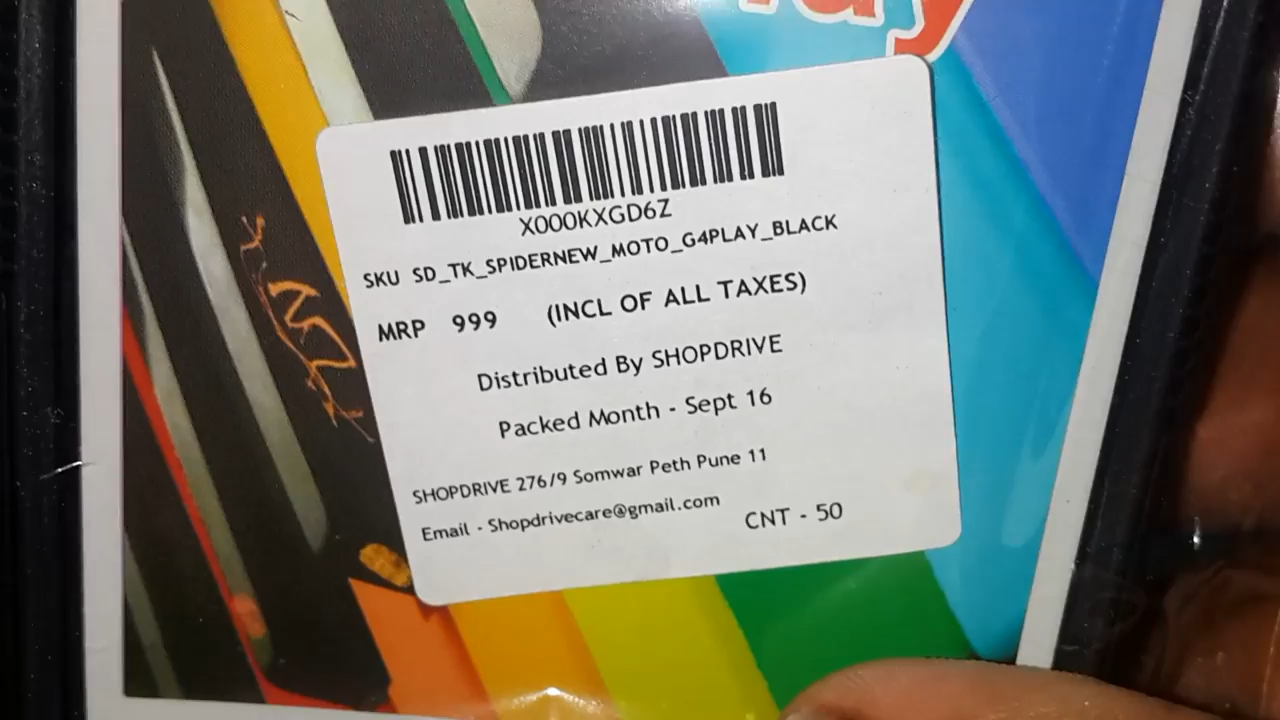 X000KXGD6Z
SKU SD_TK_SPIDERNEW_MOTO_G4PLAY_BLACK
MRP 999 (INCL OF ALL TAXES)
Distributed By SHOPDRIVE
Packed Month - Sept 16
SHOPDRIVE 276/9 Somwar Peth Pune 11
Email - Shopdrivecare@gmail.com
CNT - 50